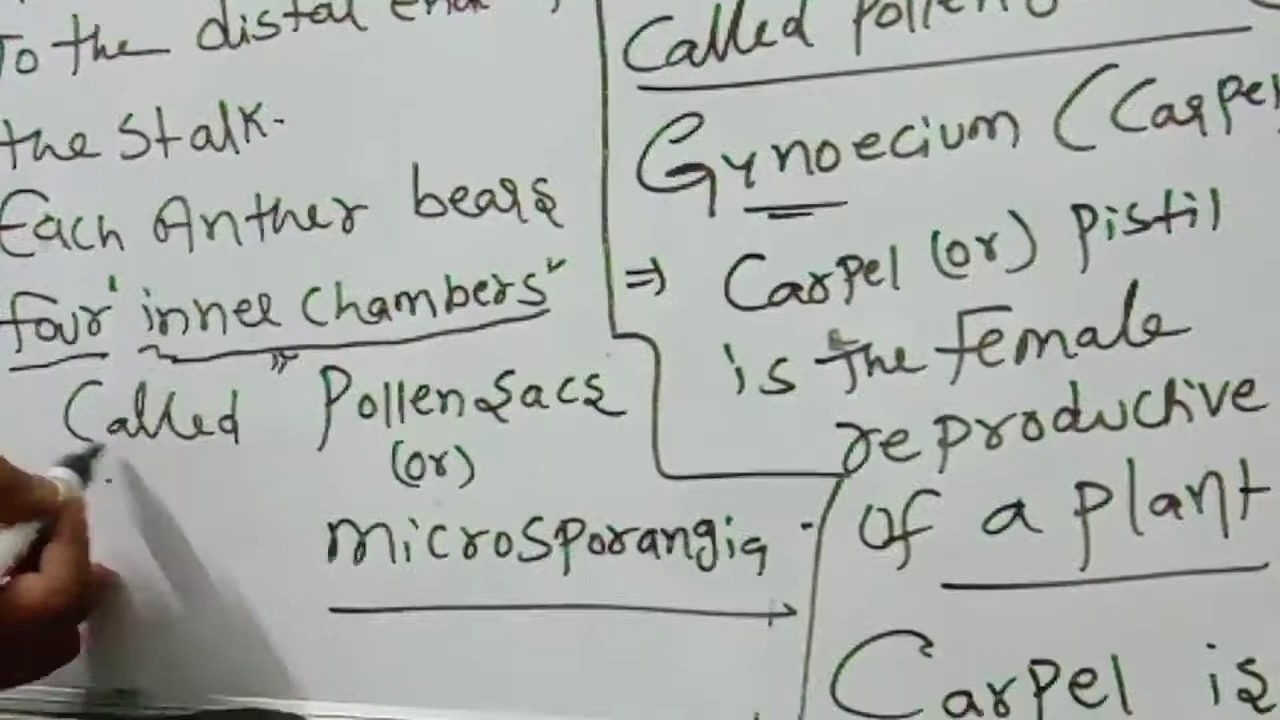 To the distal end
the Stalk.
Each Anther bears
four "inner Chambers"
Called "Pollen sacs
(or)
microsporangia.
Called pollen
Gynoecium (Carpel
⇒ Carpel (or) Pistil
is the Female
reproductive
of a plant
Carpel is